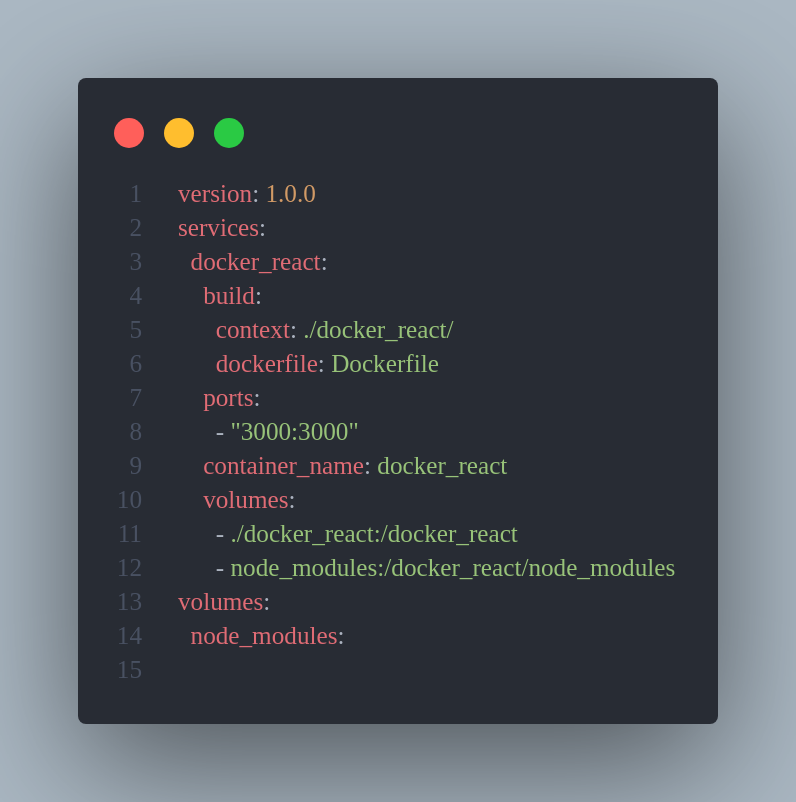 1 version: 1.0.0
2 services:
3   docker_react:
4     build:
5       context: ./docker_react/
6       dockerfile: Dockerfile
7     ports:
8       - "3000:3000"
9     container_name: docker_react
10     volumes:
11       - ./docker_react:/docker_react
12       - node_modules:/docker_react/node_modules
13 volumes:
14   node_modules:
15